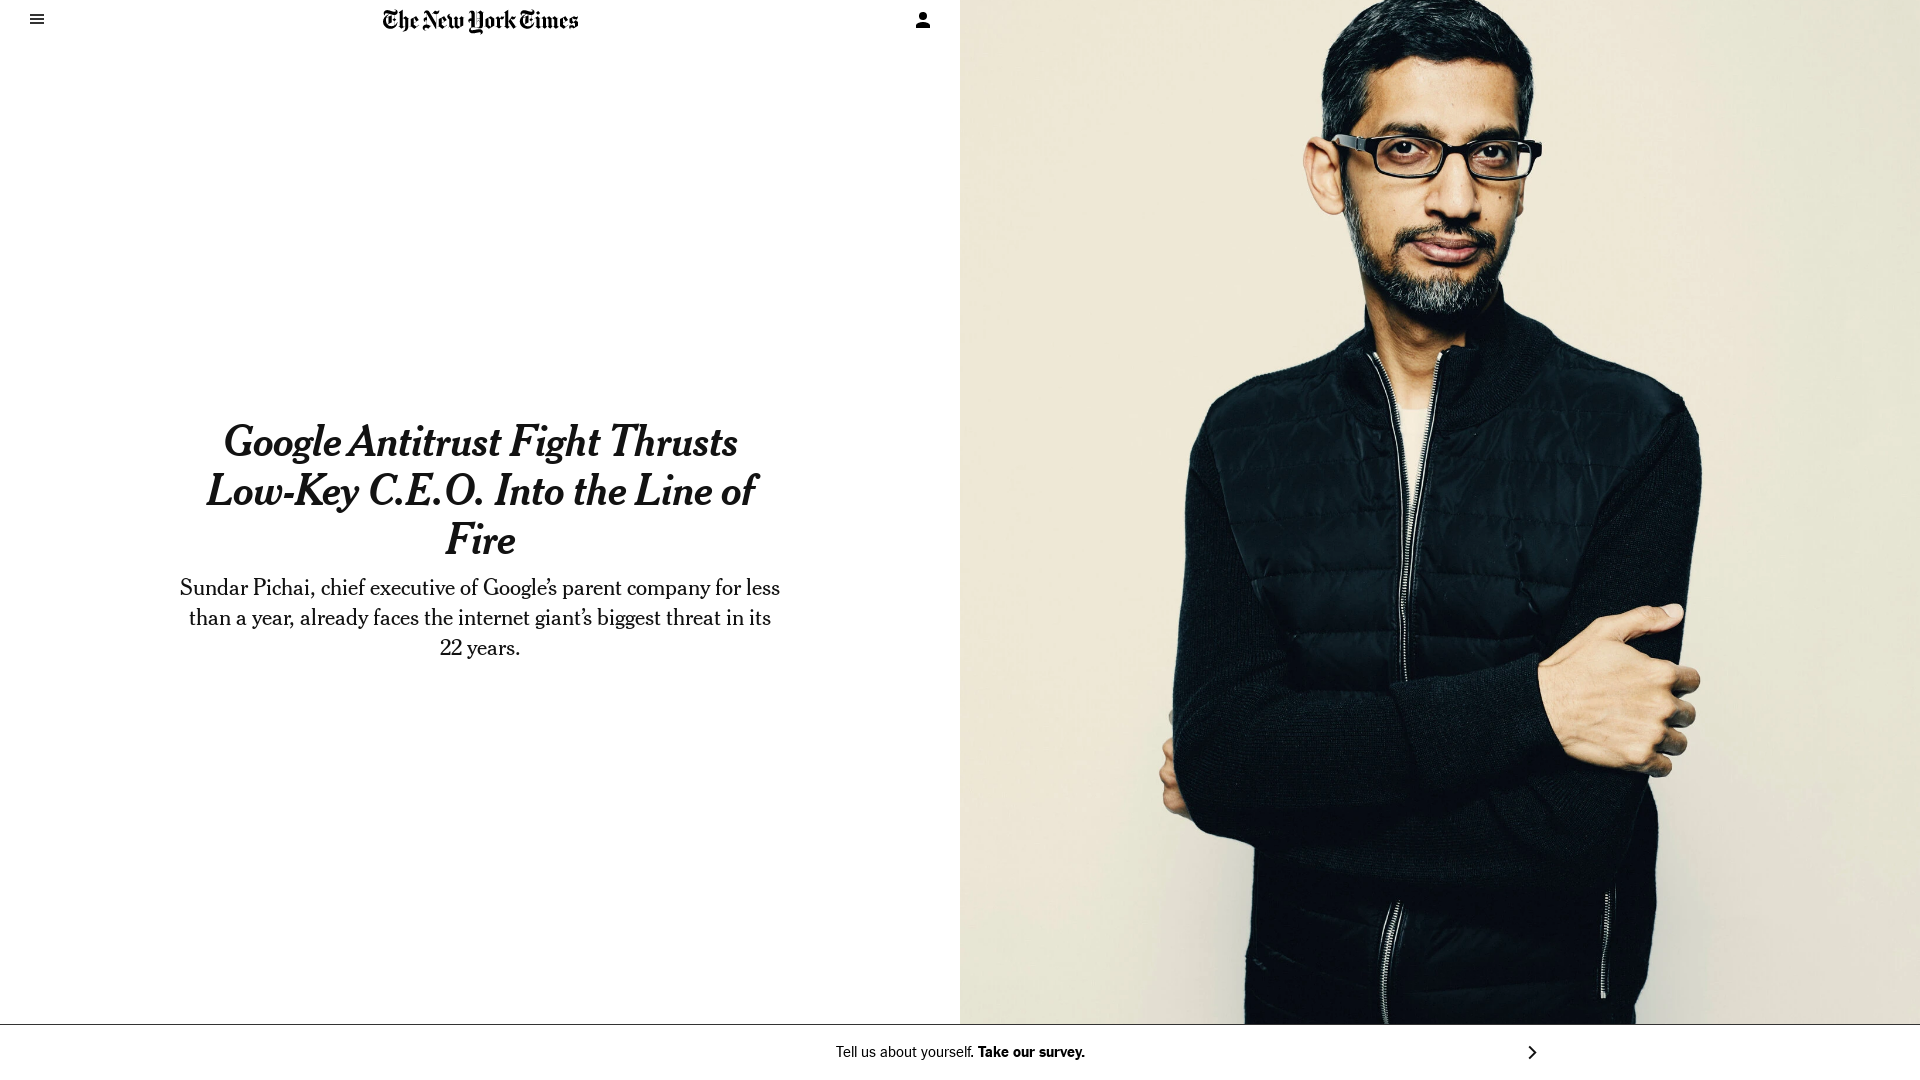 The New York Times
Google Antitrust Fight Thrusts
Low-Key C.E.O. Into the Line of
Fire
Sundar Pichai, chief executive of Google’s parent company for less
than a year, already faces the internet giant’s biggest threat in its
22 years.
Tell us about yourself. Take our survey.